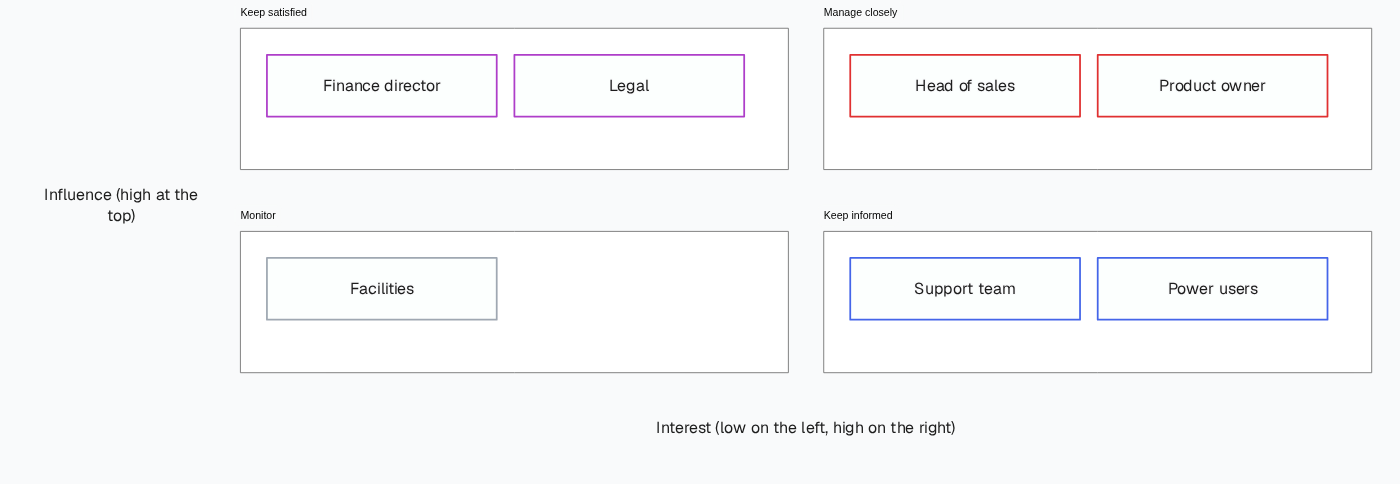 Keep satisfied
Manage closely
Finance director
Legal
Head of sales
Product owner
Influence (high at the
top)
Monitor
Keep informed
Facilities
Support team
Power users
Interest (low on the left, high on the right)